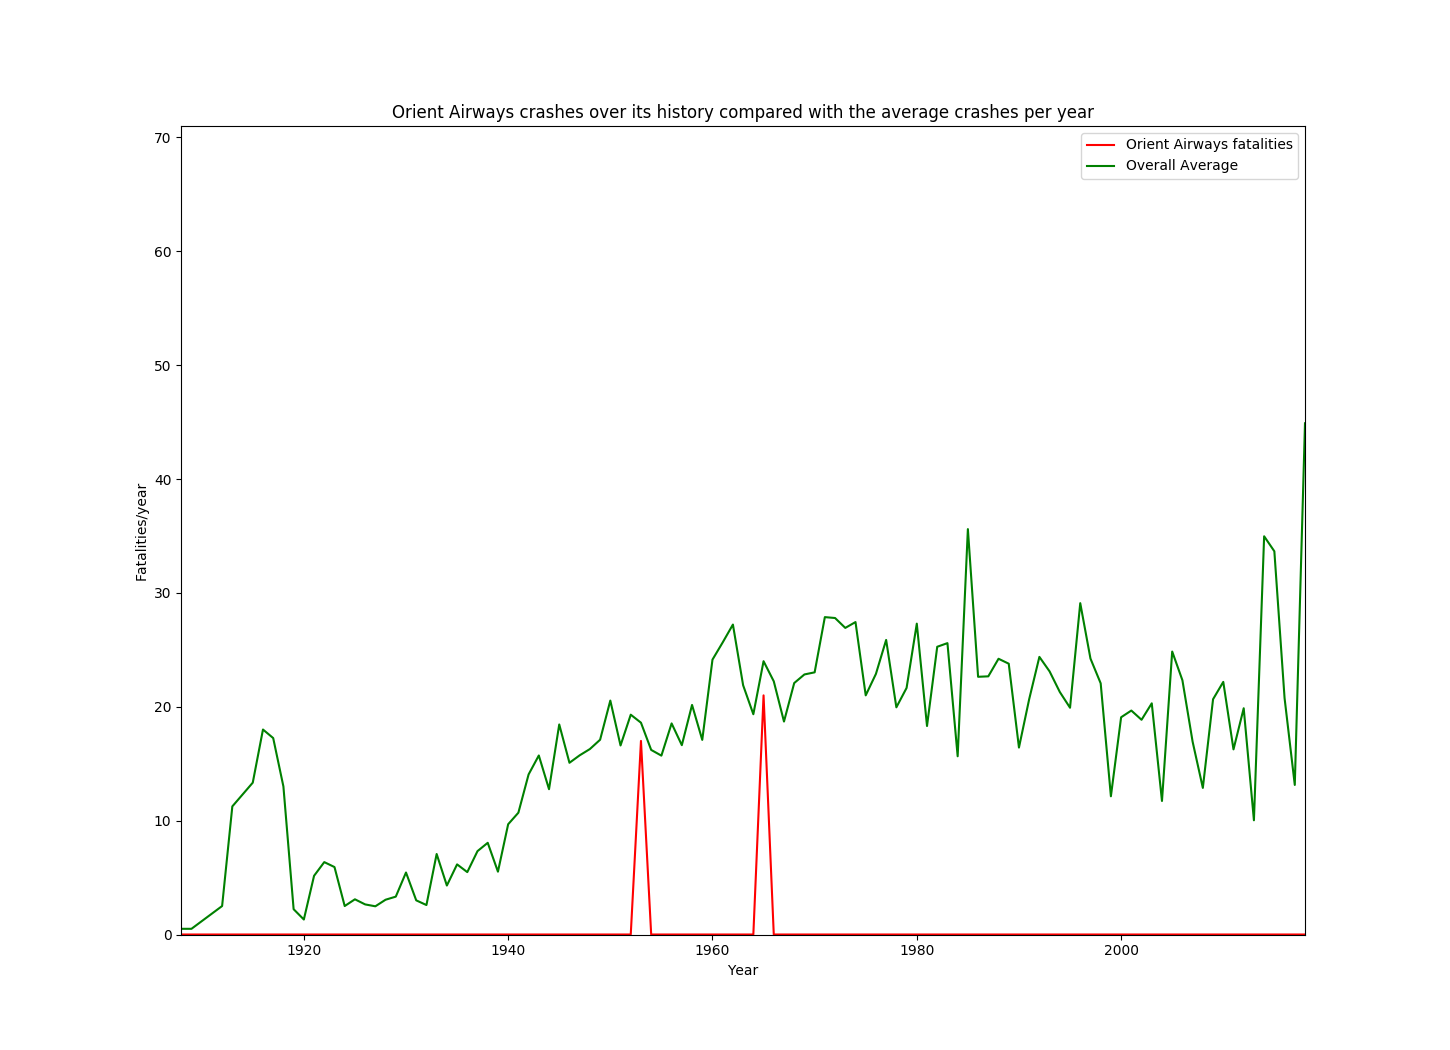 Orient Airways crashes over its history compared with the average crashes per year
Orient Airways fatalities
Overall Average
70
60
50
40
30
20
10
0
Fatalities/year
1920 1940 1960 1980 2000
Year